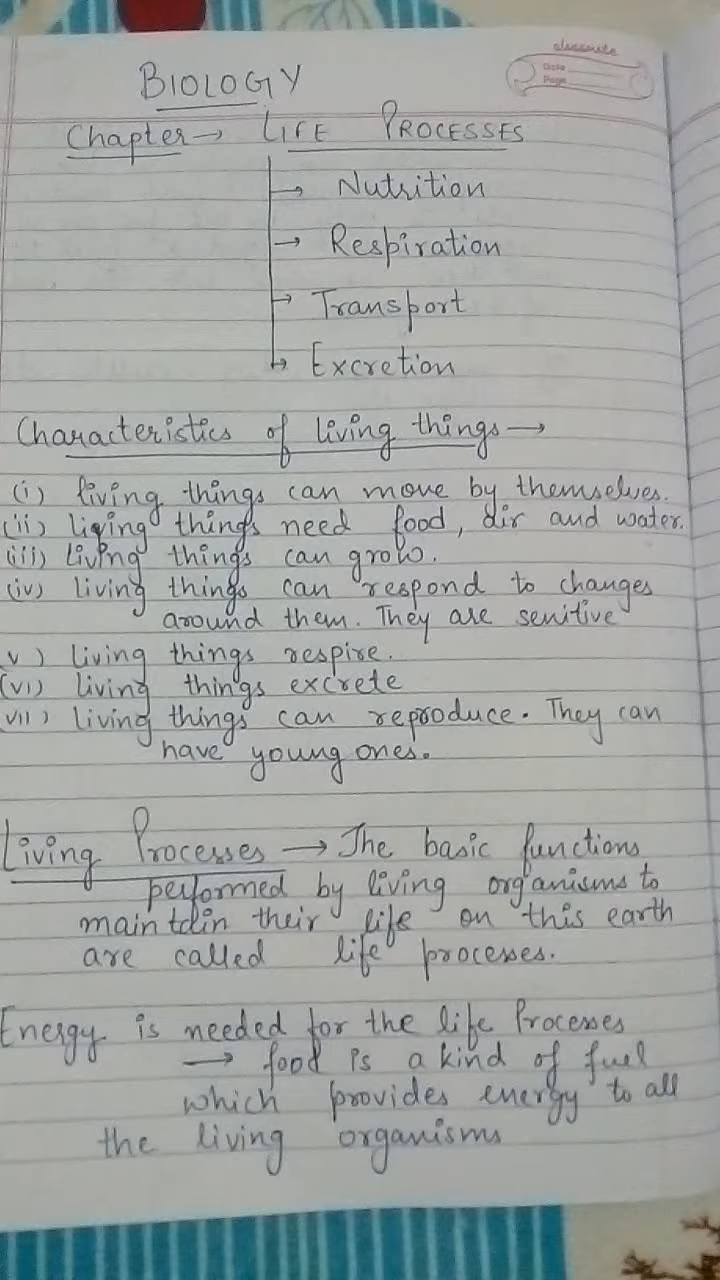 classmate
Date
Page
BIOLOGY
Chapter → LIFE PROCESSES
→ Nutrition
→ Respiration
→ Transport
→ Excretion
Characteristics of living things →
(i) living things can move by themselves.
(ii) living things need food, air and water.
(iii) living things can grow.
(iv) living things can respond to changes
around them. They are senitive
(v) living things respire.
(vi) living things excrete
vii) living things can reproduce. They can
have young ones.
Living Processes → The basic functions
performed by living organisms to
maintain their life on this earth
are called life processes.
Energy is needed for the life Processes
→ food is a kind of fuel
which provides energy to all
the living organisms